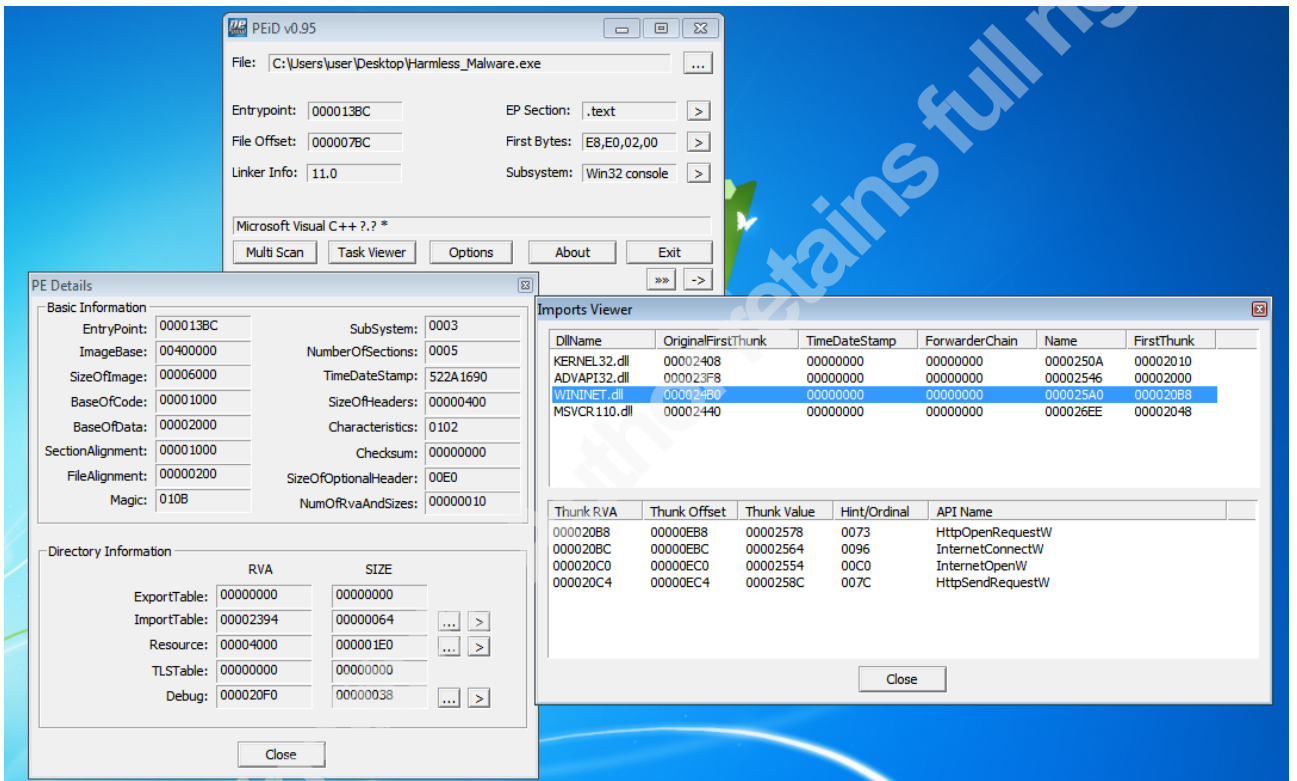 PEiD v0.95
File: C:\Users\user\Desktop\Harmless_Malware.exe ...
Entrypoint: 000013BC EP Section: .text >
File Offset: 000007BC First Bytes: E8,E0,02,00 >
Linker Info: 11.0 Subsystem: Win32 console >
Microsoft Visual C++ ?.? *
Multi Scan Task Viewer Options About Exit
»» ->
PE Details
Basic Information
EntryPoint: 000013BC SubSystem: 0003
ImageBase: 00400000 NumberOfSections: 0005
SizeOfImage: 00006000 TimeDateStamp: 522A1690
BaseOfCode: 00001000 SizeOfHeaders: 00000400
BaseOfData: 00002000 Characteristics: 0102
SectionAlignment: 00001000 Checksum: 00000000
FileAlignment: 00000200 SizeOfOptionalHeader: 00E0
Magic: 010B NumOfRvaAndSizes: 00000010
Directory Information
RVA SIZE
ExportTable: 00000000 00000000
ImportTable: 00002394 00000064 ... >
Resource: 00004000 000001E0 ... >
TLSTable: 00000000 00000000
Debug: 000020F0 00000038 ... >
Close
Imports Viewer
DllName OriginalFirstThunk TimeDateStamp ForwarderChain Name FirstThunk
KERNEL32.dll 00002408 00000000 00000000 0000250A 00002010
ADVAPI32.dll 000023F8 00000000 00000000 00002546 00002000
WININET.dll 000024B0 00000000 00000000 000025A0 000020B8
MSVCR110.dll 00002440 00000000 00000000 000026EE 00002048
Thunk RVA Thunk Offset Thunk Value Hint/Ordinal API Name
000020B8 00000EB8 00002578 0073 HttpOpenRequestW
000020BC 00000EBC 00002564 0096 InternetConnectW
000020C0 00000EC0 00002554 00C0 InternetOpenW
000020C4 00000EC4 0000258C 007C HttpSendRequestW
Close
retains full